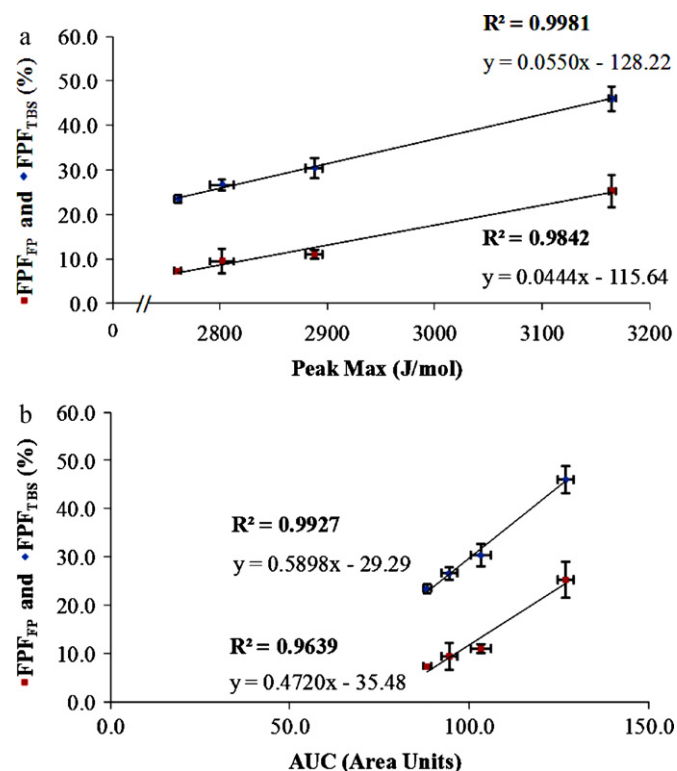 a
60.0
50.0
40.0
30.0
20.0
10.0
0.0
FPF_FP and FPF_TBS (%)
R² = 0.9981
y = 0.0550x - 128.22
R² = 0.9842
y = 0.0444x - 115.64
0 2800 2900 3000 3100 3200
Peak Max (J/mol)
b
60.0
50.0
40.0
30.0
20.0
10.0
0.0
FPF_FP and FPF_TBS (%)
R² = 0.9927
y = 0.5898x - 29.29
R² = 0.9639
y = 0.4720x - 35.48
0.0 50.0 100.0 150.0
AUC (Area Units)